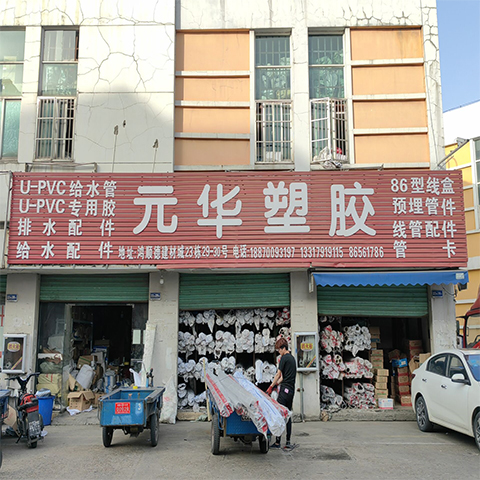 U-PVC给水管
U-PVC专用胶
排水配件
给水配件
元华塑胶
地址:鸿顺德建材城23栋29-30号 电话:18870093197 13317919115 86561786
86型线盒
预埋管件
线管配件
管卡